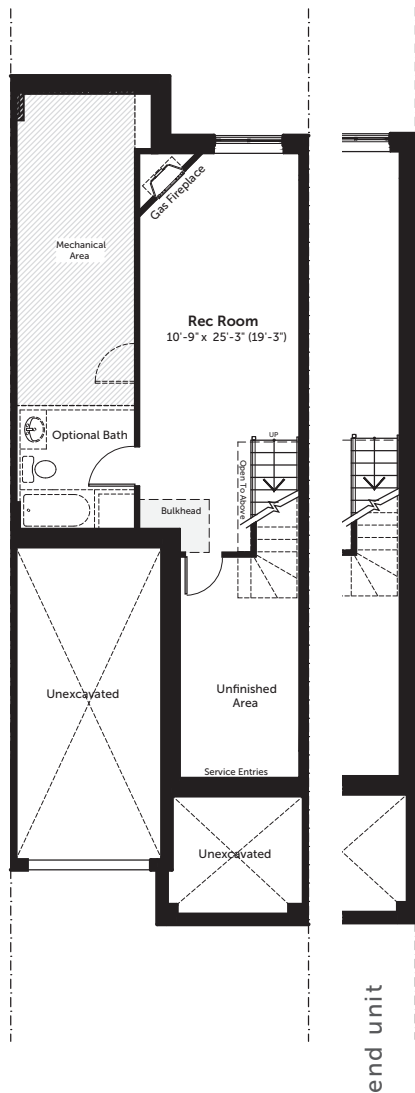 Gas Fireplace
Mechanical
Area
Rec Room
10'-9" x 25'-3" (19'-3")
Optional Bath
UP
Open To Above
Bulkhead
Unexcavated
Unfinished
Area
Service Entries
Unexcavated
end unit